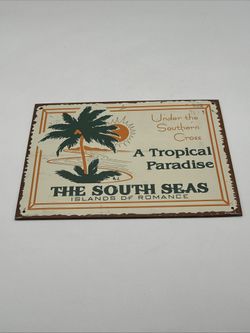 Under the
Southern
Cross
A Tropical
Paradise
THE SOUTH SEAS
ISLANDS OF ROMANCE